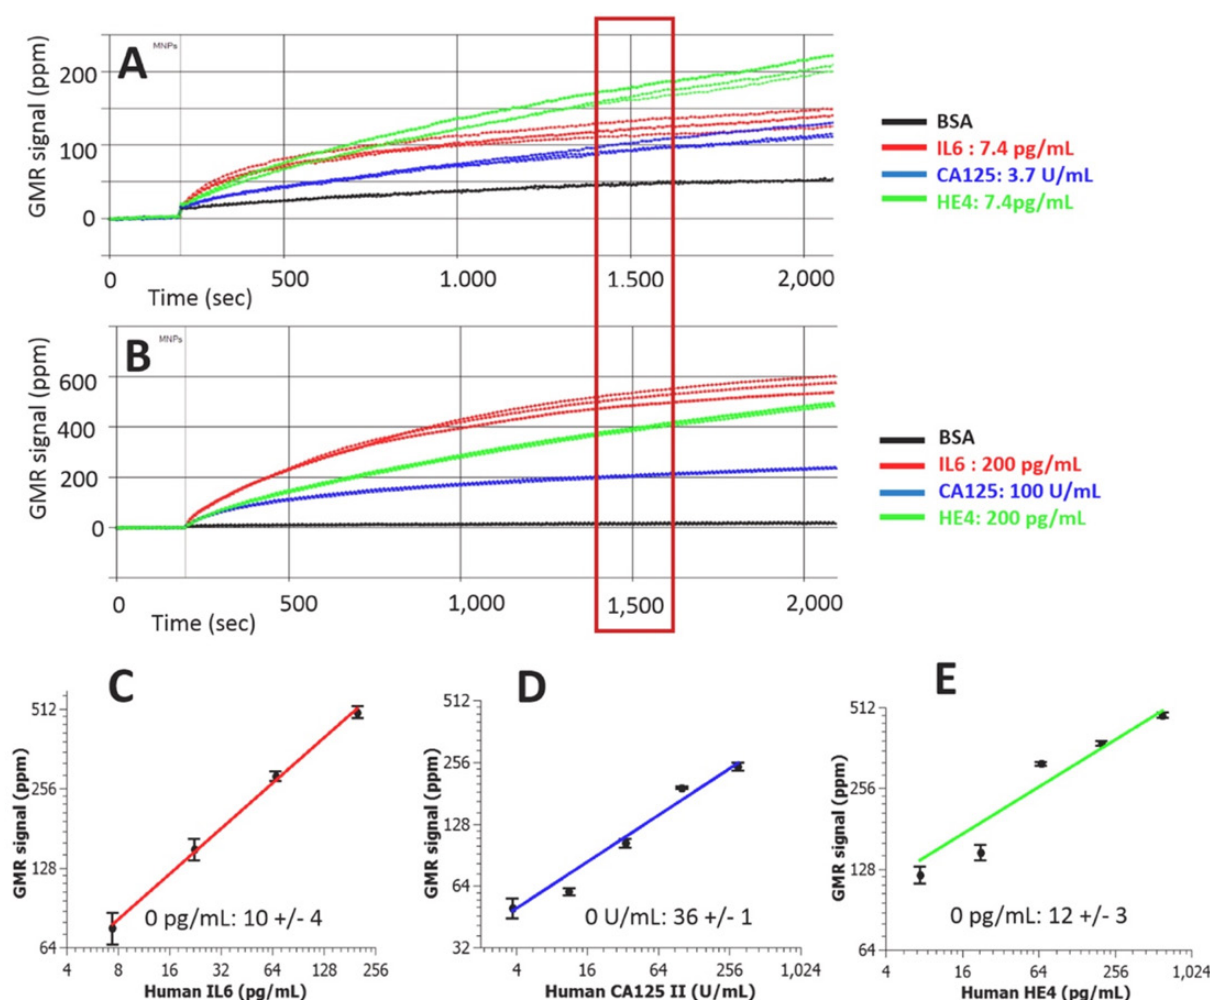 A
MNPs
GMR signal (ppm)
200
100
0
0
500
1.000
1.500
2,000
Time (sec)
BSA
IL6 : 7.4 pg/mL
CA125: 3.7 U/mL
HE4: 7.4pg/mL
B
MNPs
GMR signal (ppm)
600
400
200
0
0
500
1,000
1,500
2,000
Time (sec)
BSA
IL6 : 200 pg/mL
CA125: 100 U/mL
HE4: 200 pg/mL
C
GMR signal (ppm)
512
256
128
64
0 pg/mL: 10 +/- 4
4
8
16
32
64
128
256
Human IL6 (pg/mL)
D
GMR signal (ppm)
512
256
128
64
32
0 U/mL: 36 +/- 1
4
16
64
256
1,024
Human CA125 II (U/mL)
E
GMR signal (ppm)
512
256
128
64
0 pg/mL: 12 +/- 3
4
16
64
256
1,024
Human HE4 (pg/mL)